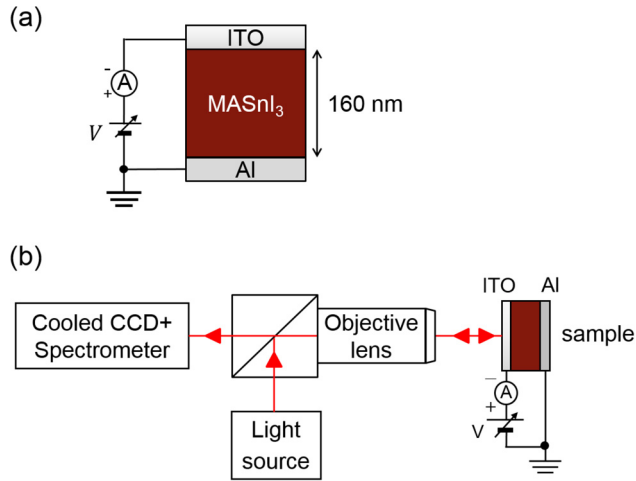 (a)
ITO
-
A
+
V
MASnI₃
160 nm
Al
(b)
ITO Al
Cooled CCD+
Spectrometer
Objective
lens
sample
Light
source
−
A
+
V